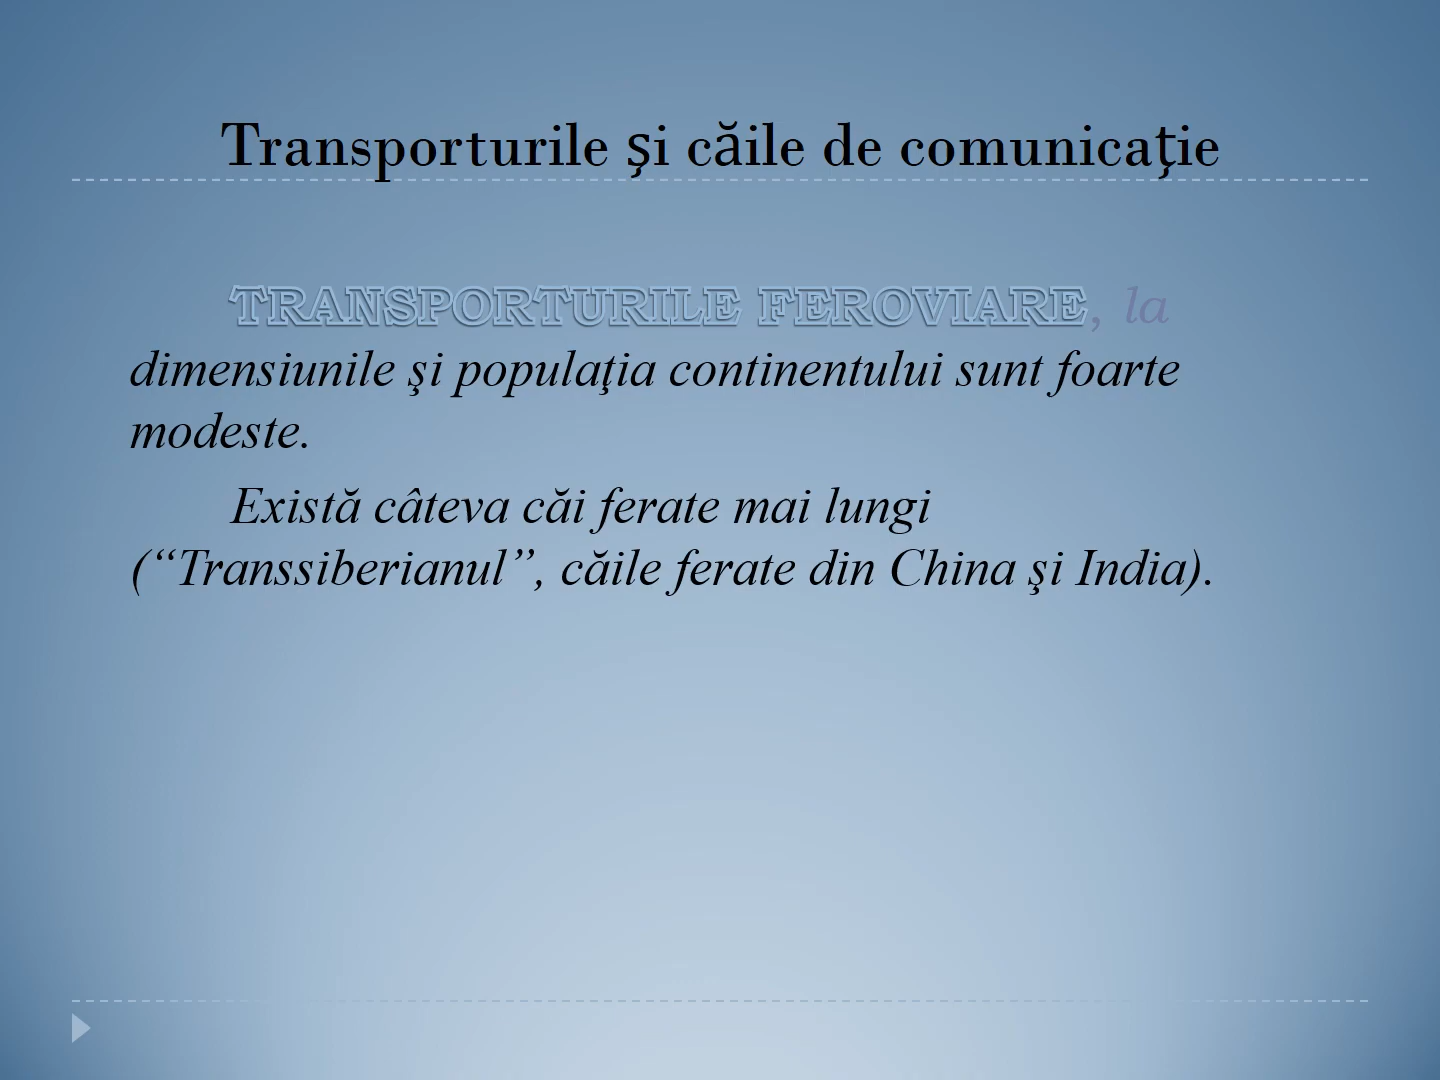 Transporturile şi căile de comunicaţie
TRANSPORTURILE FEROVIARE, la
dimensiunile şi populaţia continentului sunt foarte
modeste.
Există câteva căi ferate mai lungi
(“Transsiberianul”, căile ferate din China şi India).